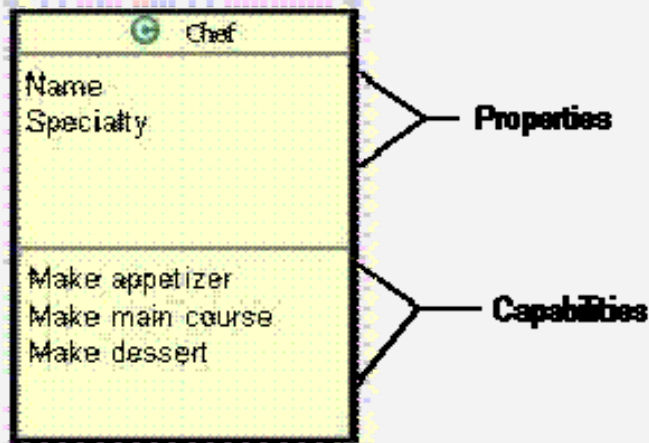 C Chef
Name
Specialty
Properties
Make appetizer
Make main course
Make dessert
Capabilities